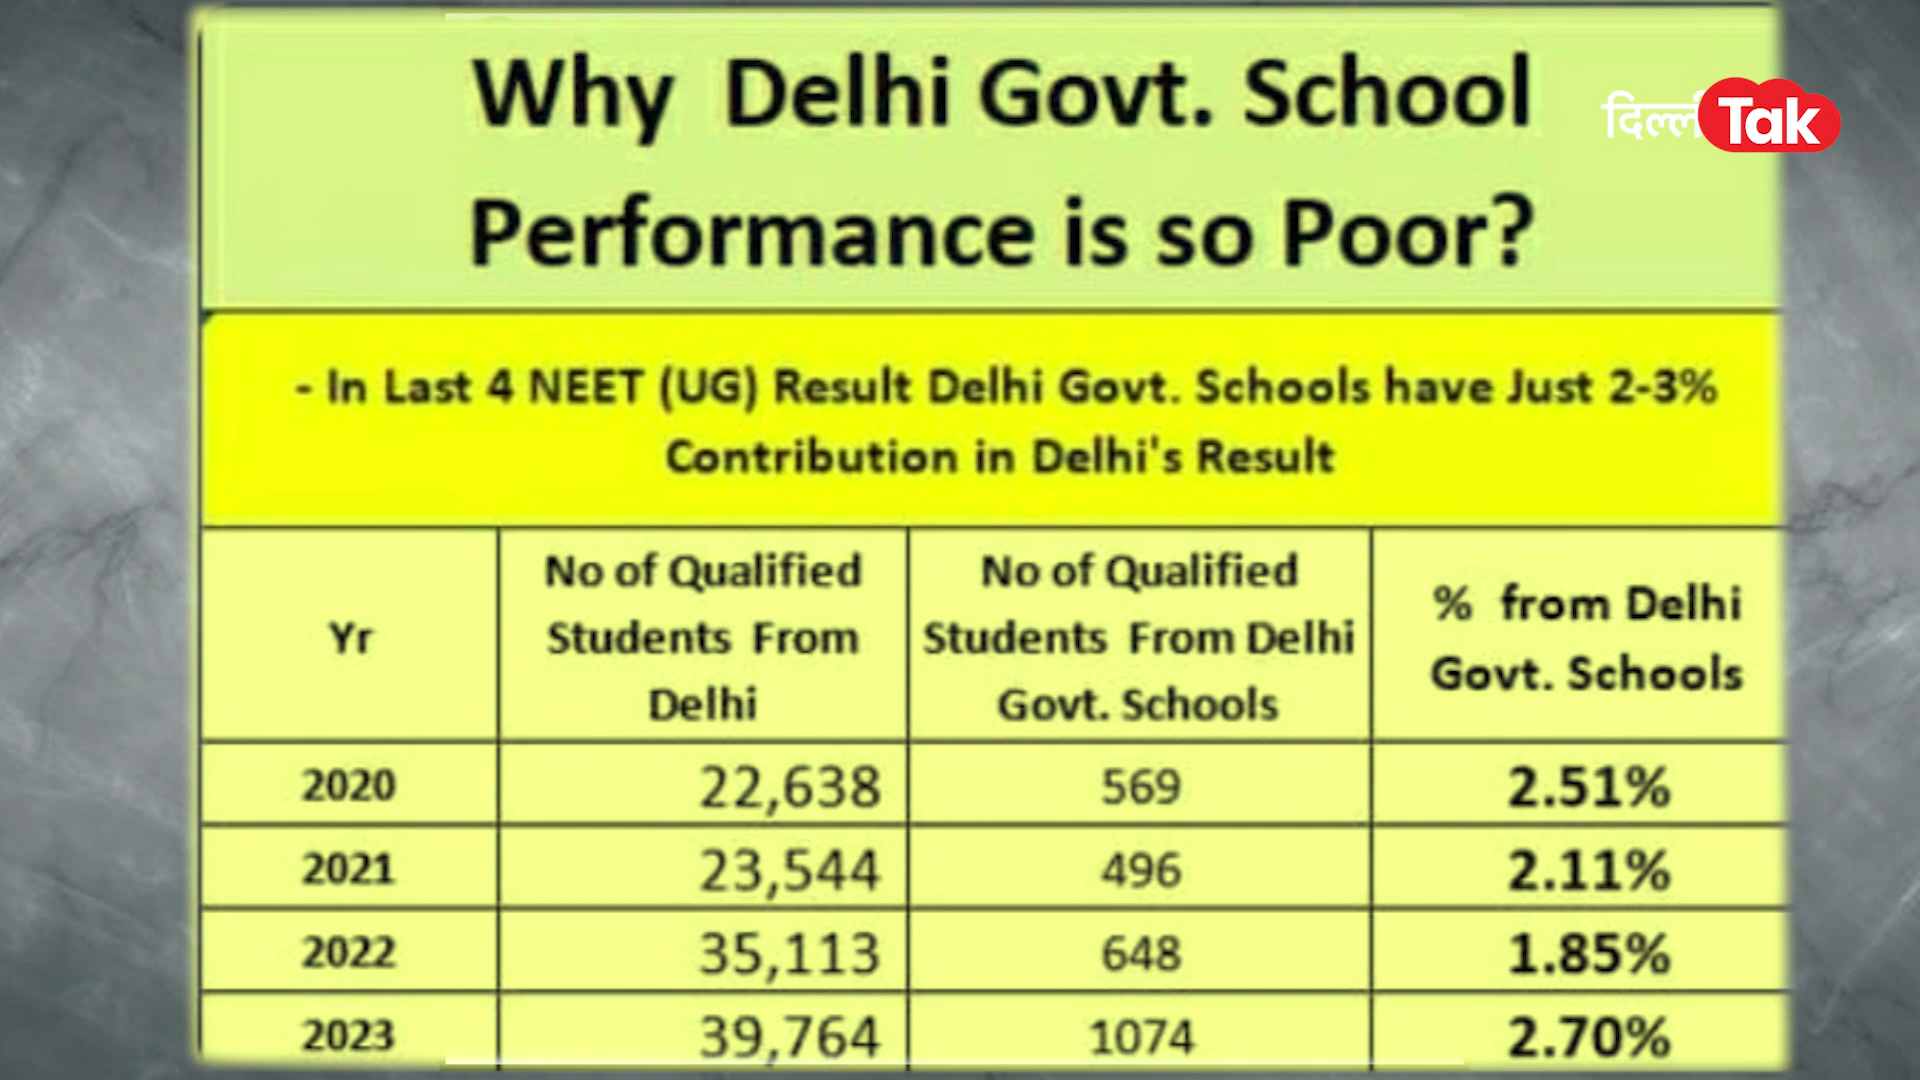 Why Delhi Govt. School
Performance is so Poor?
दिल्ली Tak
- In Last 4 NEET (UG) Result Delhi Govt. Schools have Just 2-3%
Contribution in Delhi's Result
Yr
No of Qualified
Students From
Delhi
No of Qualified
Students From Delhi
Govt. Schools
% from Delhi
Govt. Schools
2020 22,638 569 2.51%
2021 23,544 496 2.11%
2022 35,113 648 1.85%
2023 39,764 1074 2.70%